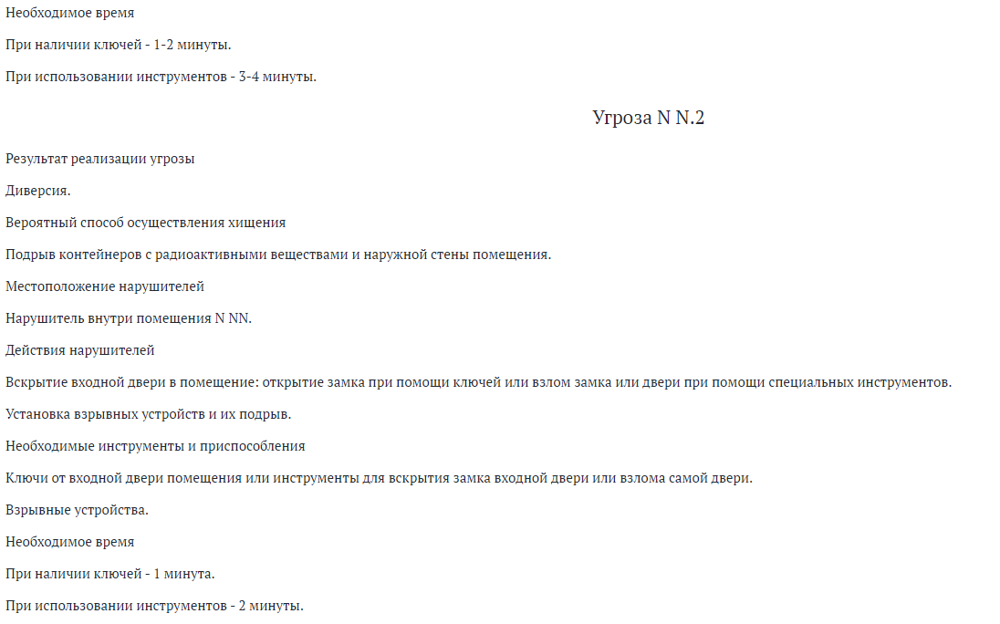 Необходимое время
При наличии ключей - 1-2 минуты.
При использовании инструментов - 3-4 минуты.
Угроза N N.2
Результат реализации угрозы
Диверсия.
Вероятный способ осуществления хищения
Подрыв контейнеров с радиоактивными веществами и наружной стены помещения.
Местоположение нарушителей
Нарушитель внутри помещения N NN.
Действия нарушителей
Вскрытие входной двери в помещение: открытие замка при помощи ключей или взлом замка или двери при помощи специальных инструментов.
Установка взрывных устройств и их подрыв.
Необходимые инструменты и приспособления
Ключи от входной двери помещения или инструменты для вскрытия замка входной двери или взлома самой двери.
Взрывные устройства.
Необходимое время
При наличии ключей - 1 минута.
При использовании инструментов - 2 минуты.